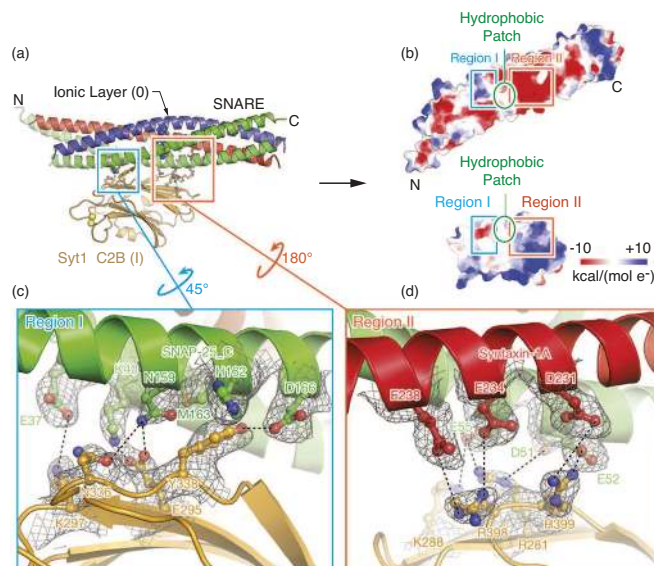 (a)
Ionic Layer (0)
SNARE
N
C
Syt1 C2B (I)
45°
180°
(b)
Hydrophobic
Patch
Region I
Region II
C
N
Hydrophobic
Patch
Region I
Region II
-10
+10
kcal/(mol e⁻)
(c)
Region I
SNAP-25_C
N159
H162
D166
M163
E37
N336
Y338
K297
E295
(d)
Region II
Syntaxin-1A
E238
E234
D231
D51
E52
K288
R398
R281
R399